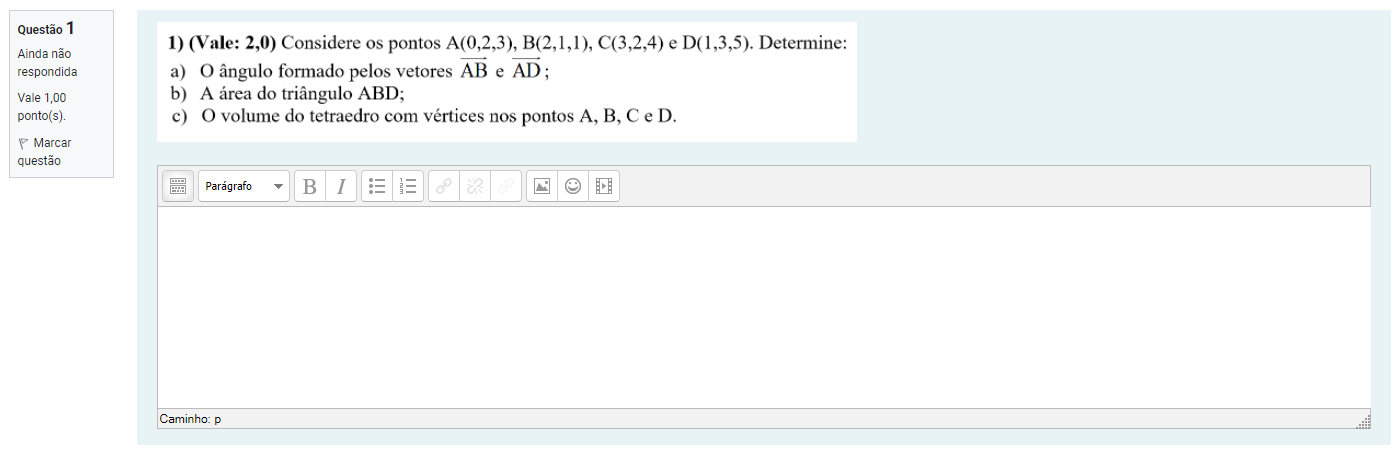 Questão 1
Ainda não
respondida
Vale 1,00
ponto(s).
Marcar
questão
1) (Vale: 2,0) Considere os pontos A(0,2,3), B(2,1,1), C(3,2,4) e D(1,3,5). Determine:
a) O ângulo formado pelos vetores AB e AD;
b) A área do triângulo ABD;
c) O volume do tetraedro com vértices nos pontos A, B, C e D.
Parágrafo
B I
Caminho: p